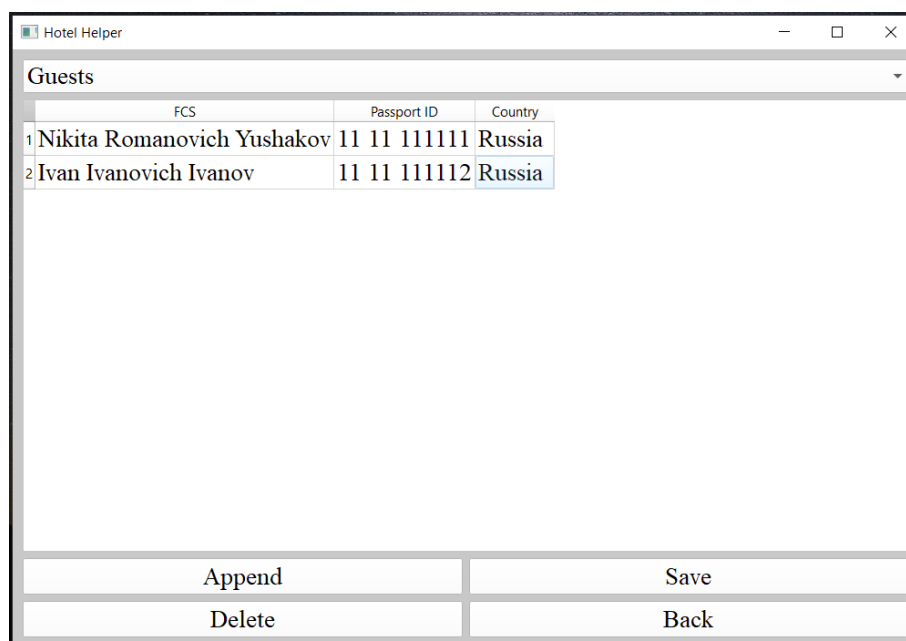 Hotel Helper
Guests
FCS Passport ID Country
1 Nikita Romanovich Yushakov 11 11 111111 Russia
2 Ivan Ivanovich Ivanov 11 11 111112 Russia
Append Save
Delete Back